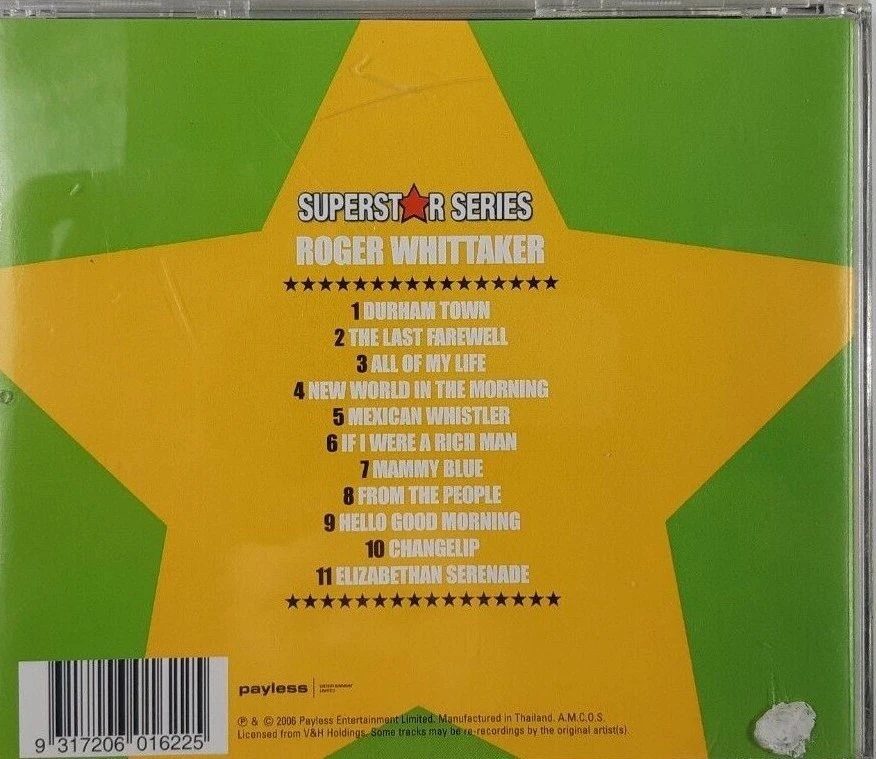 SUPERST★R SERIES
ROGER WHITTAKER
★★★★★★★★★★★★★★★★
1 DURHAM TOWN
2 THE LAST FAREWELL
3 ALL OF MY LIFE
4 NEW WORLD IN THE MORNING
5 MEXICAN WHISTLER
6 IF I WERE A RICH MAN
7 MAMMY BLUE
8 FROM THE PEOPLE
9 HELLO GOOD MORNING
10 CHANGELIP
11 ELIZABETHAN SERENADE
★★★★★★★★★★★★★★★★
payless
ENTERTAINMENT
LIMITED
℗ & © 2006 Payless Entertainment Limited. Manufactured in Thailand. A.M.C.O.S.
Licensed from V&H Holdings. Some tracks may be re-recordings by the original artist(s).
9 317206 016225